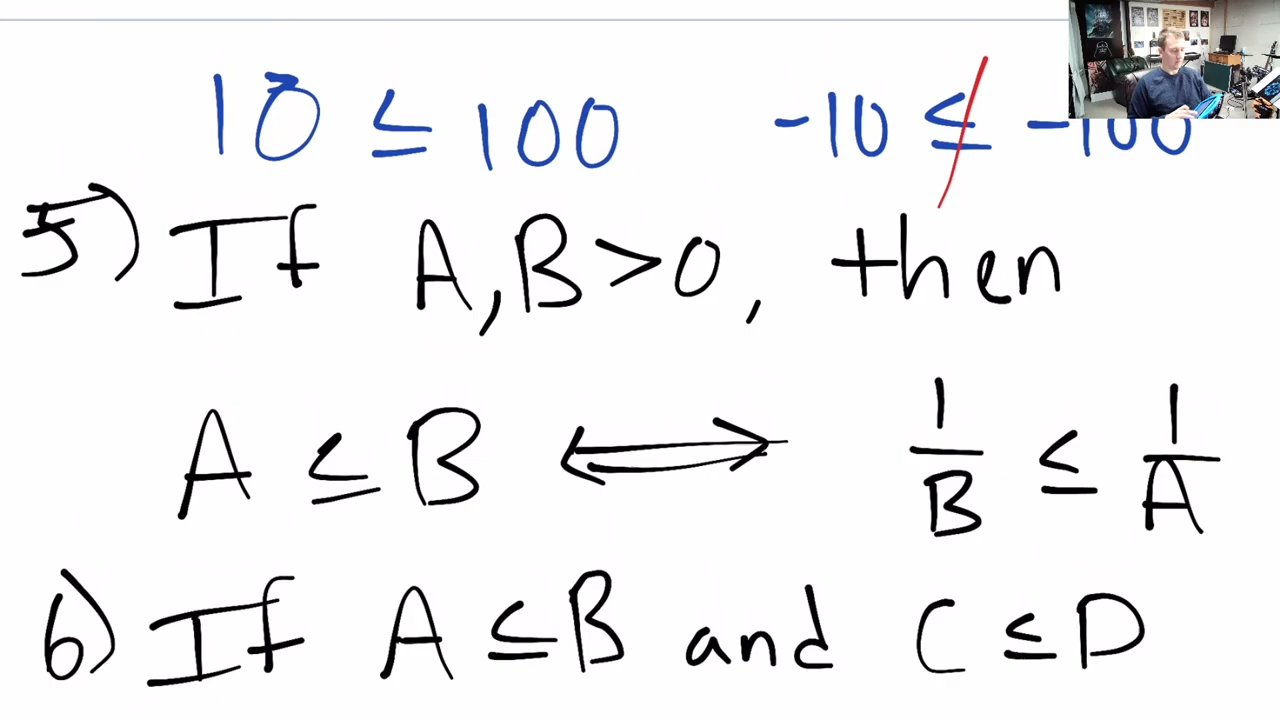 10 ≤ 100 -10 ≰ -100
5) If A, B > 0, then
A ≤ B ⟺ 1/B ≤ 1/A
6) If A ≤ B and C ≤ D